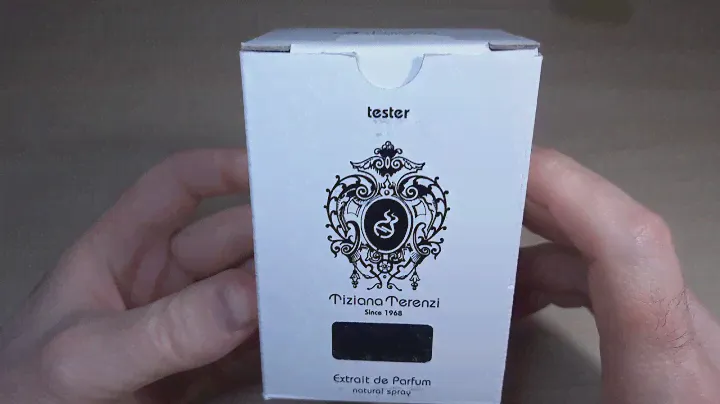 tester
Tiziana Terenzi
Since 1968
Extrait de Parfum
natural spray